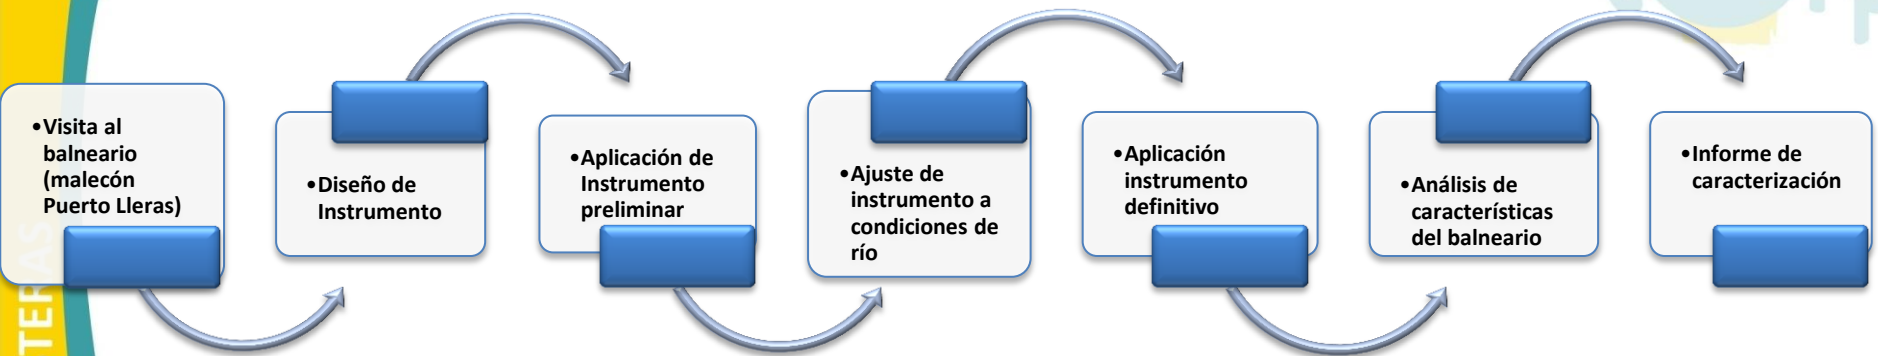 •Visita al
balneario
(malecón
Puerto Lleras)
•Diseño de
Instrumento
•Aplicación de
Instrumento
preliminar
•Ajuste de
instrumento a
condiciones de
río
•Aplicación
instrumento
definitivo
•Análisis de
características
del balneario
•Informe de
caracterización
TERAS